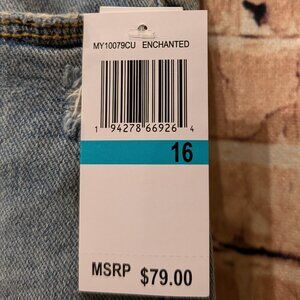 MY10079CU ENCHANTED
1 94278 66926 4
16
MSRP $79.00